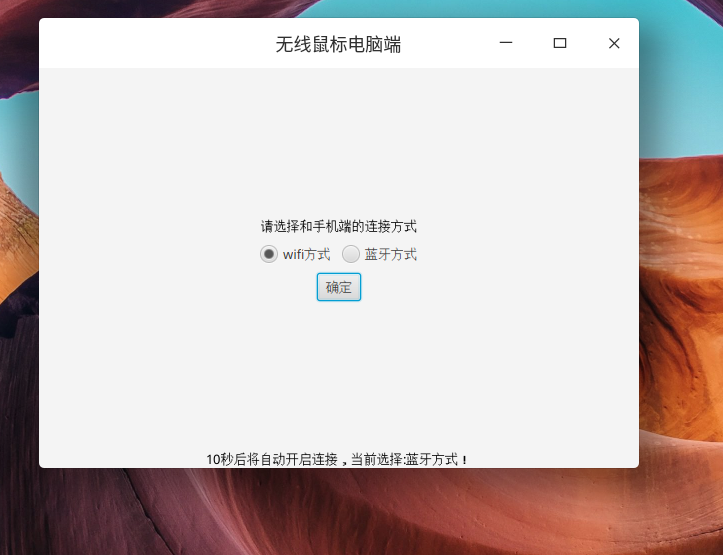 无线鼠标电脑端
请选择和手机端的连接方式
wifi方式 蓝牙方式
确定
10秒后将自动开启连接，当前选择:蓝牙方式！